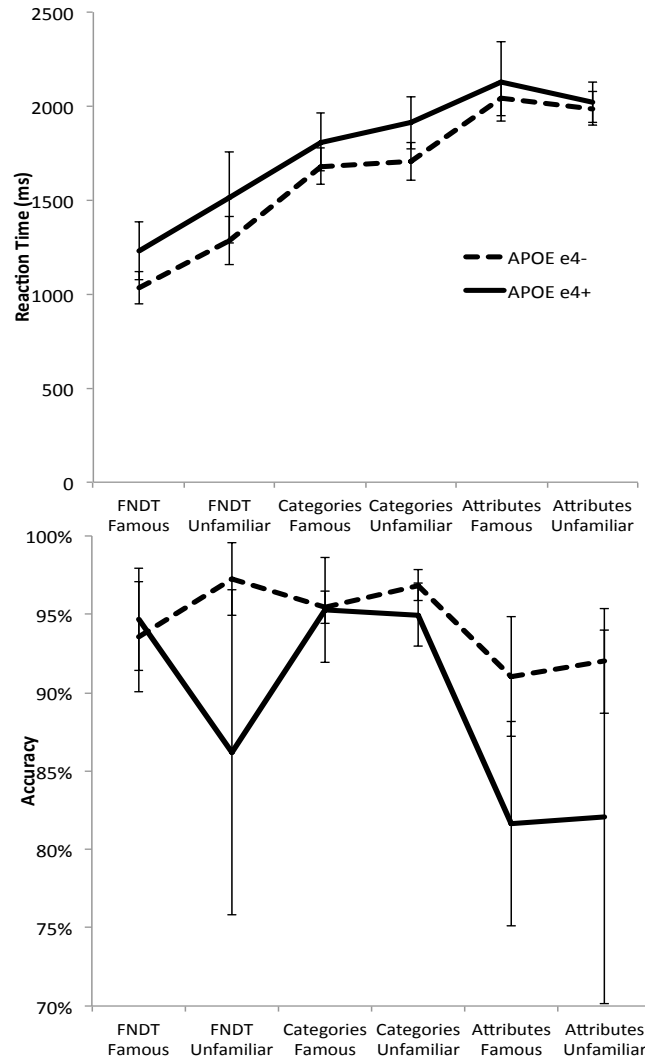 2500
2000
1500
1000
500
0
Reaction Time (ms)
APOE e4-
APOE e4+
FNDT Famous
FNDT Unfamiliar
Categories Famous
Categories Unfamiliar
Attributes Famous
Attributes Unfamiliar
100%
95%
90%
85%
80%
75%
70%
Accuracy
FNDT Famous
FNDT Unfamiliar
Categories Famous
Categories Unfamiliar
Attributes Famous
Attributes Unfamiliar